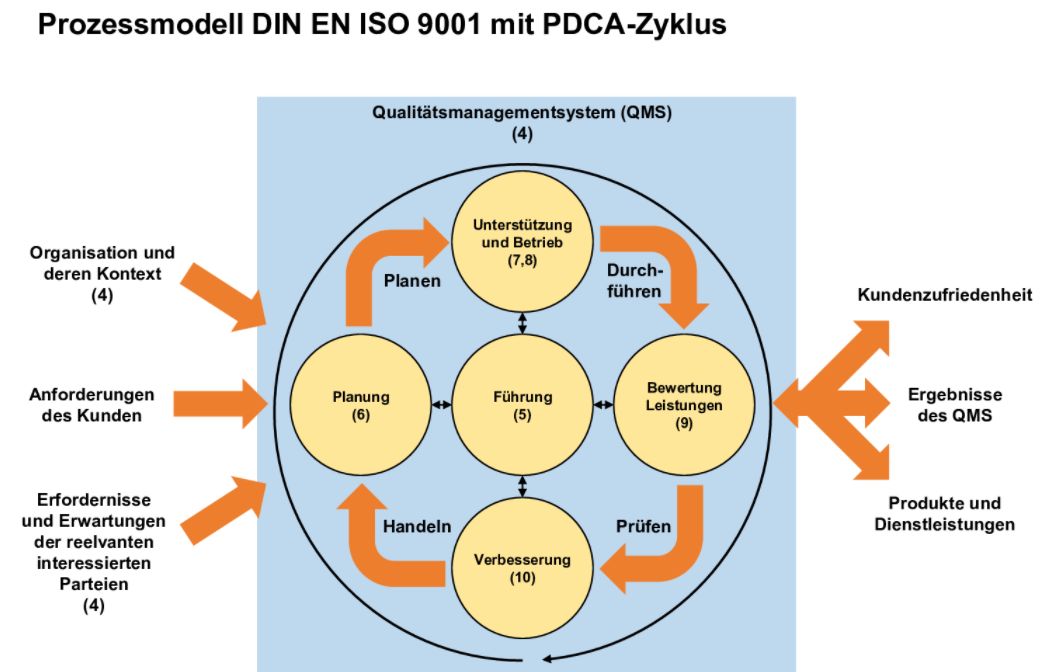 Prozessmodell DIN EN ISO 9001 mit PDCA-Zyklus
Qualitätsmanagementsystem (QMS)
(4)
Organisation und
deren Kontext
(4)
Anforderungen
des Kunden
Erfordernisse
und Erwartungen
der reelvanten
interessierten
Parteien
(4)
Unterstützung
und Betrieb
(7,8)
Planen
Durch-
führen
Planung
(6)
Führung
(5)
Bewertung
Leistungen
(9)
Handeln
Prüfen
Verbesserung
(10)
Kundenzufriedenheit
Ergebnisse
des QMS
Produkte und
Dienstleistungen